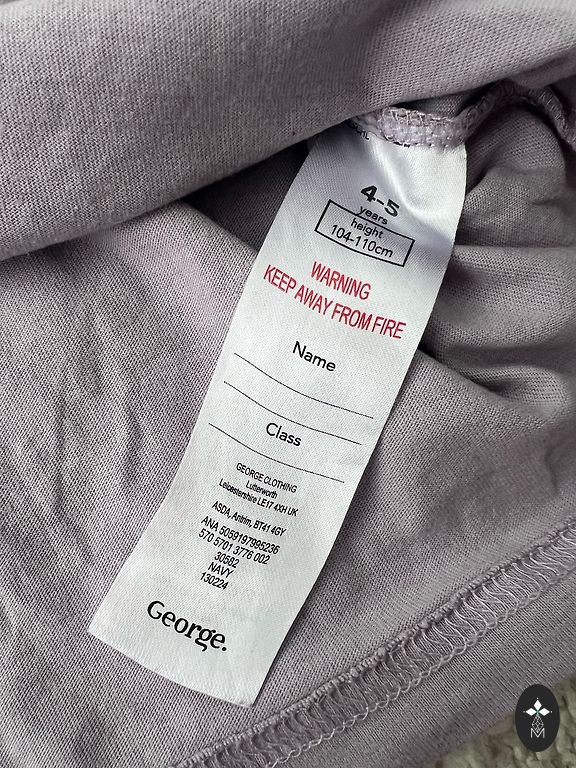 4-5
years
height
104-110cm
WARNING
KEEP AWAY FROM FIRE
Name
Class
GEORGE CLOTHING
Lutterworth
Leicestershire LE17 4XH UK
ASDA, Antrim, BT41 4GY
ANA 5059197995236
570 5701 3776 002
30582
NAVY
130224
George.
M